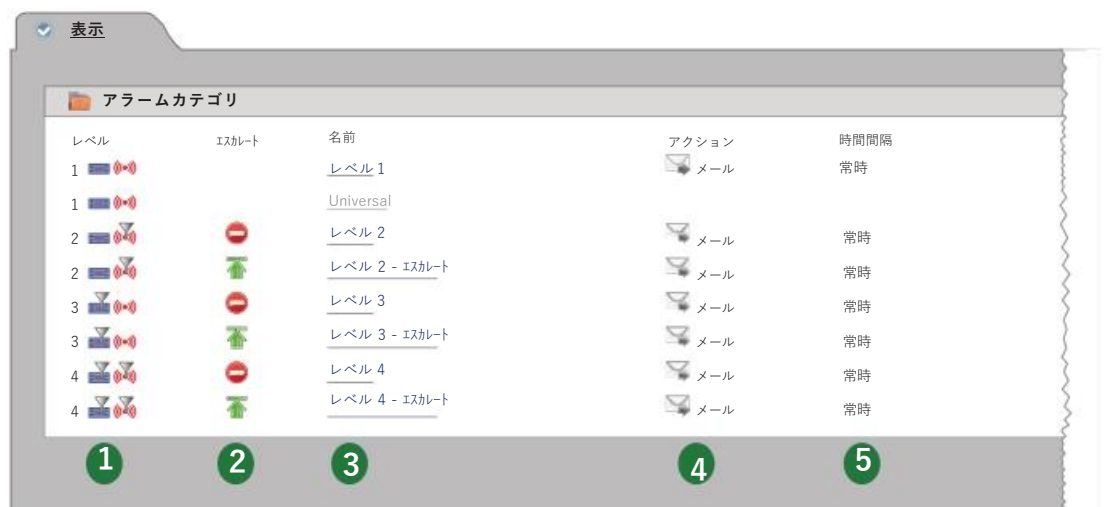 表示
アラームカテゴリ
レベル エスカレート 名前 アクション 時間間隔
1 レベル 1 メール 常時
1 Universal
2 レベル 2 メール 常時
2 レベル 2 - エスカレート メール 常時
3 レベル 3 メール 常時
3 レベル 3 - エスカレート メール 常時
4 レベル 4 メール 常時
4 レベル 4 - エスカレート メール 常時
1 2 3 4 5